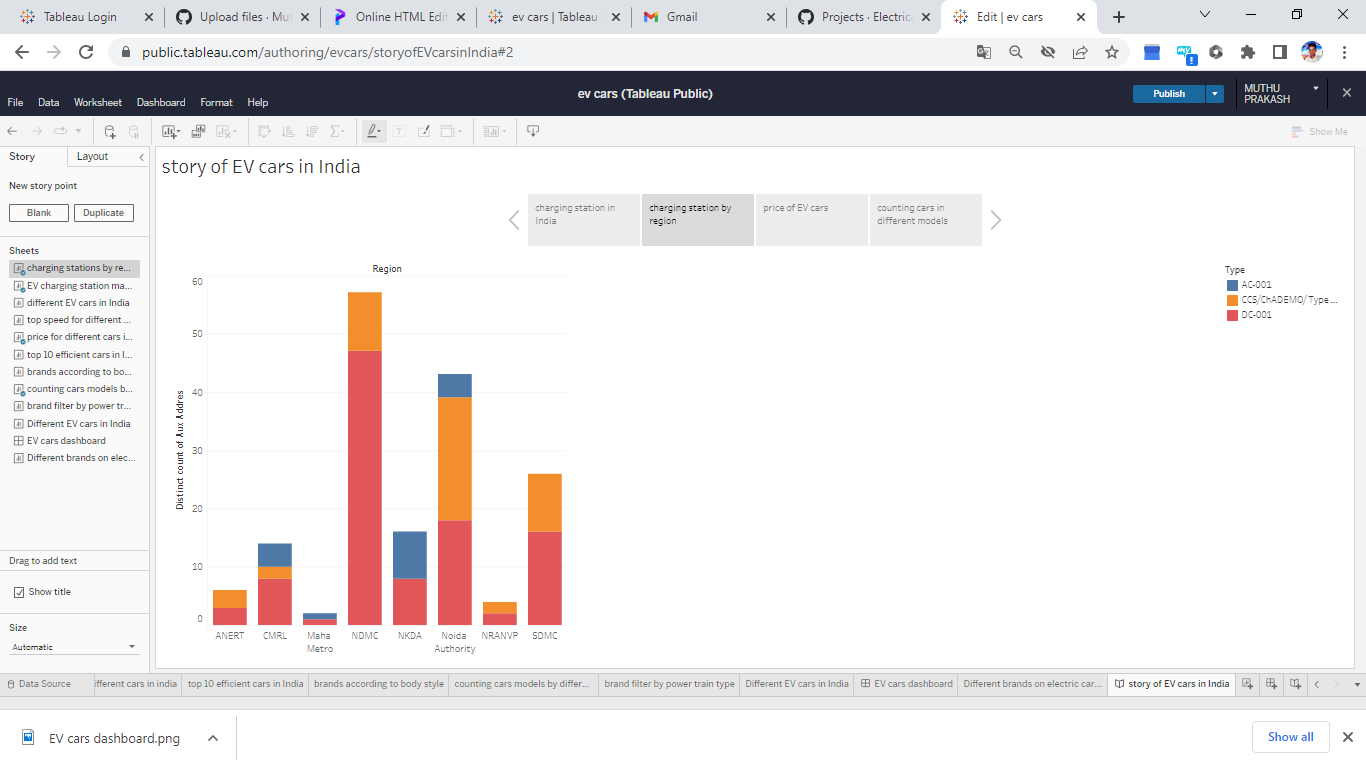 Tableau Login
Upload files · Mut
Online HTML Edit
ev cars | Tableau
Gmail
Projects · Electrica
Edit | ev cars
public.tableau.com/authoring/evcars/storyofEVcarsinIndia#2
File Data Worksheet Dashboard Format Help
ev cars (Tableau Public)
Publish
MUTHU
PRAKASH
Show Me
Story
Layout
New story point
Blank
Duplicate
Sheets
charging stations by re...
EV charging station ma...
different EV cars in India
top speed for different ...
price for different cars i...
top 10 efficient cars in I...
brands according to bo...
counting cars models b...
brand filter by power tr...
Different EV cars in India
EV cars dashboard
Different brands on elec...
Drag to add text
Show title
Size
Automatic
story of EV cars in India
charging station in
India
charging station by
region
price of EV cars
counting cars in
different models
Region
60
50
40
30
20
10
0
Distinct count of Aux Addres
ANERT
CMRL
Maha
Metro
NDMC
NKDA
Noida
Authority
NRANVP
SDMC
Type
AC-001
CCS/ChADEMO/ Type ...
DC-001
Data Source
ifferent cars in india
top 10 efficient cars in India
brands according to body style
counting cars models by differ...
brand filter by power train type
Different EV cars in India
EV cars dashboard
Different brands on electric car...
story of EV cars in India
EV cars dashboard.png
Show all